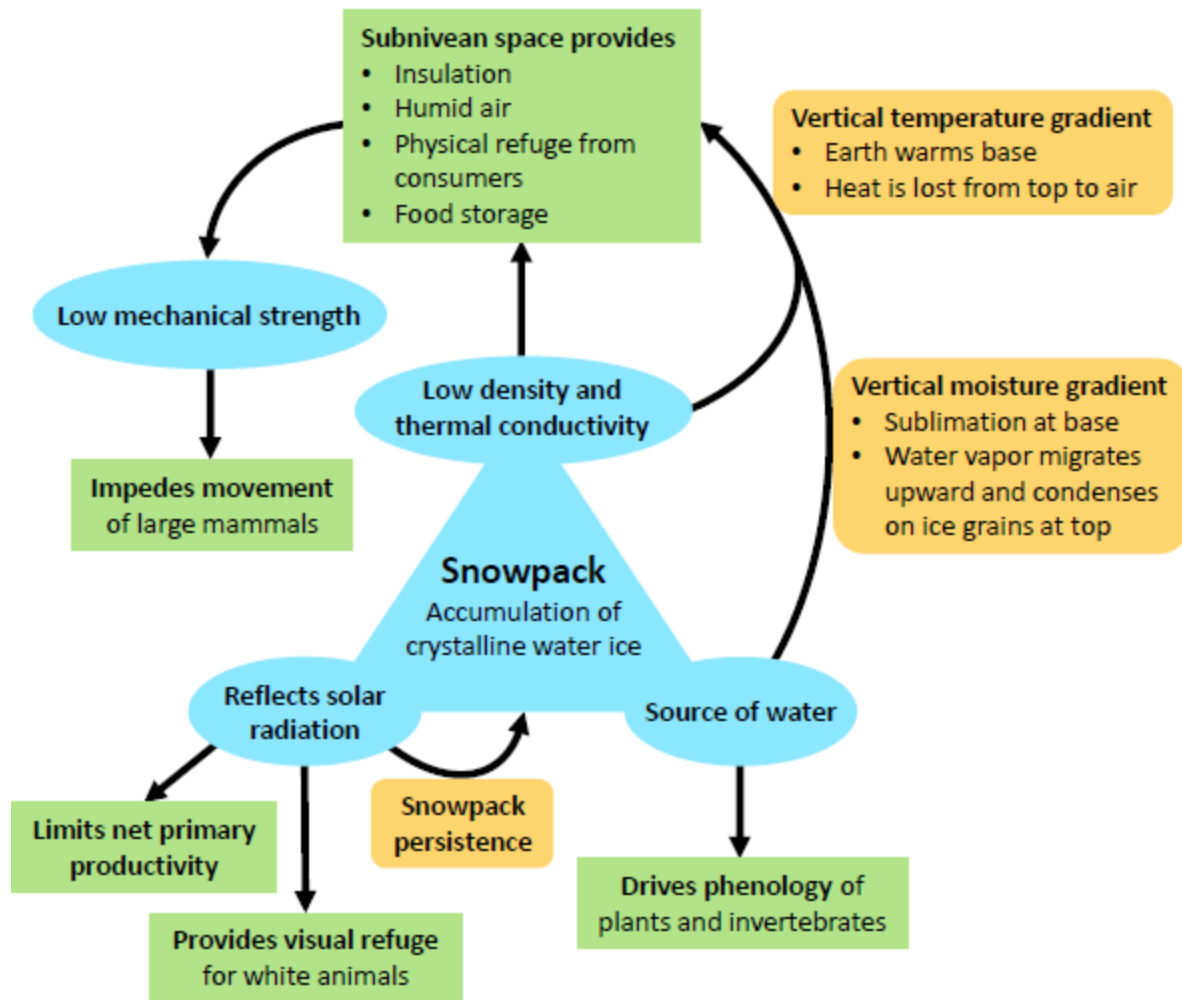 Subnivean space provides
• Insulation
• Humid air
• Physical refuge from
consumers
• Food storage
Vertical temperature gradient
• Earth warms base
• Heat is lost from top to air
Low mechanical strength
Low density and
thermal conductivity
Vertical moisture gradient
• Sublimation at base
• Water vapor migrates
upward and condenses
on ice grains at top
Impedes movement
of large mammals
Snowpack
Accumulation of
crystalline water ice
Reflects solar
radiation
Source of water
Limits net primary
productivity
Snowpack
persistence
Drives phenology of
plants and invertebrates
Provides visual refuge
for white animals